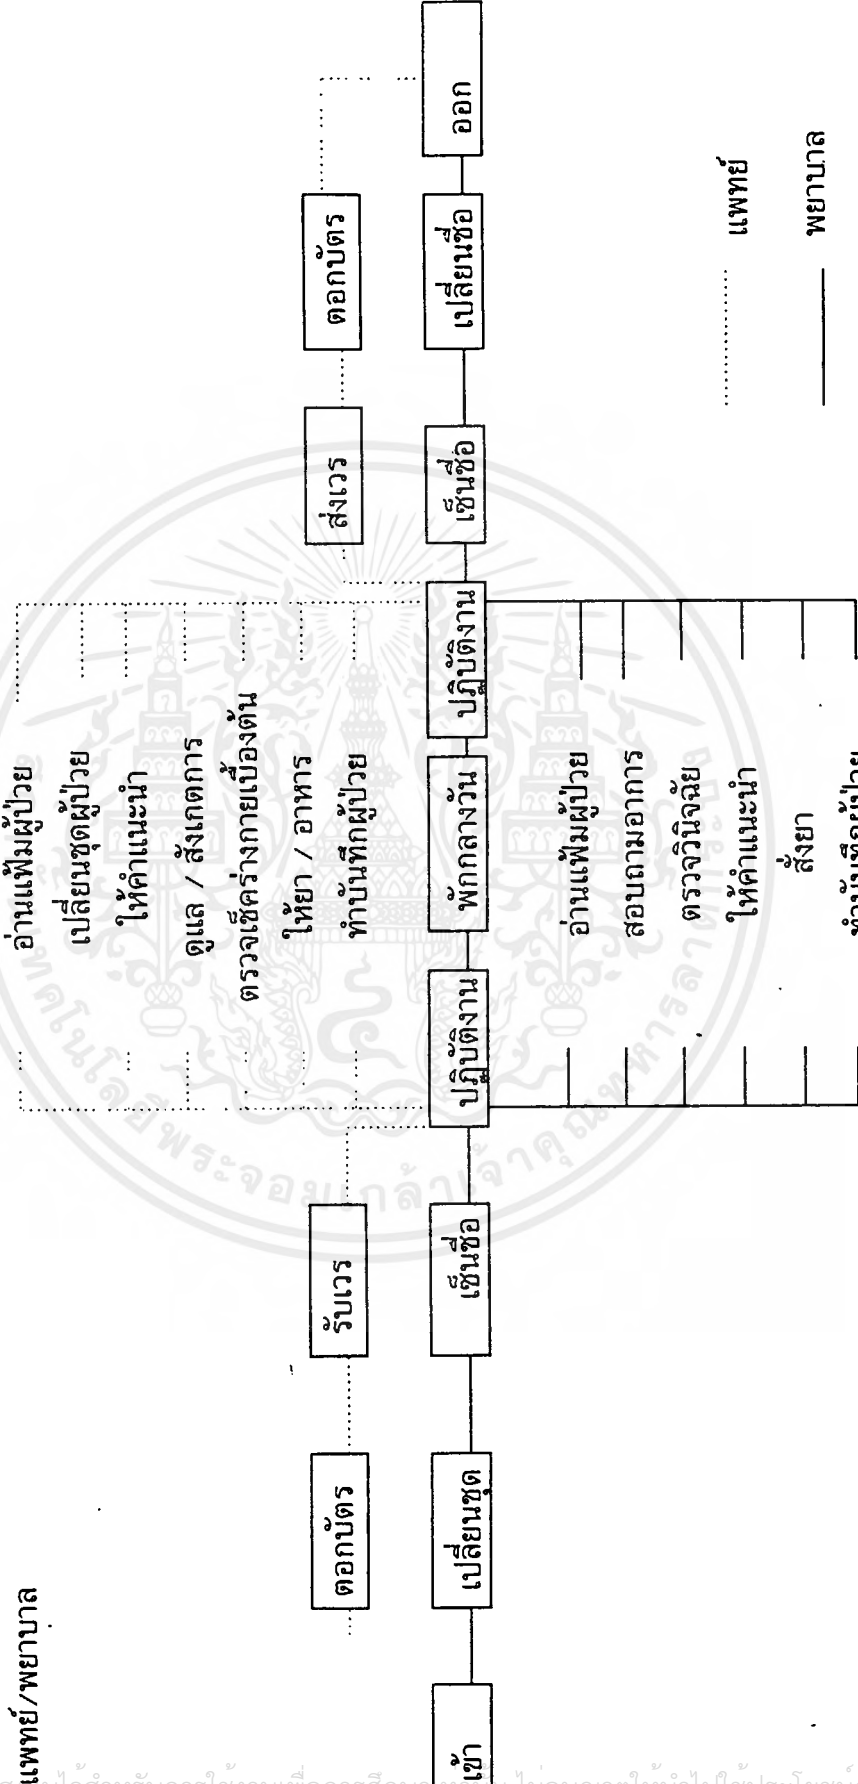 แพทย์/พยาบาล
อ่านแฟ้มผู้ป่วย
เปลี่ยนชุดผู้ป่วย
ให้คำแนะนำ
ดูแล / สังเกตการ
ตรวจเช็คร่างกายเบื้องต้น
ให้ยา / อาหาร
ทำบันทึกผู้ป่วย
ตอกบัตร
รับเวร
ส่งเวร
ตอกบัตร
เข้า
เปลี่ยนชุด
เซ็นชื่อ
ปฏิบัติงาน
พักกลางวัน
ปฏิบัติงาน
เซ็นชื่อ
เปลี่ยนชื่อ
ออก
อ่านแฟ้มผู้ป่วย
สอบถามอาการ
ตรวจวินิจฉัย
ให้คำแนะนำ
สั่งยา
ทำบันทึกผู้ป่วย
แพทย์
พยาบาล